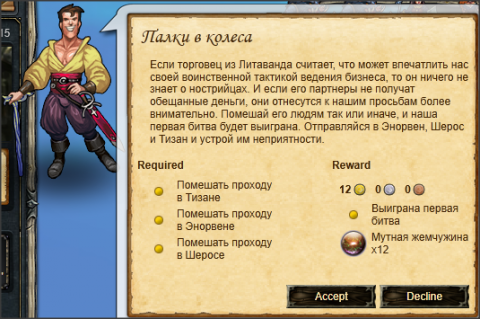 15
Палки в колеса
Если торговец из Литаванда считает, что может впечатлить нас
своей воинственной тактикой ведения бизнеса, то он ничего не
знает о нострийцах. И если его партнеры не получат
обещанные деньги, они отнесутся к нашим просьбам более
внимательно. Помешай его людям так или иначе, и наша
первая битва будет выиграна. Отправляйся в Энорвен, Шерос
и Тизан и устрой им неприятности.
Required
Помешать проходу
в Тизане
Помешать проходу
в Энорвене
Помешать проходу
в Шеросе
Reward
12 0 0
Выиграна первая
битва
Мутная жемчужина
x12
Accept
Decline